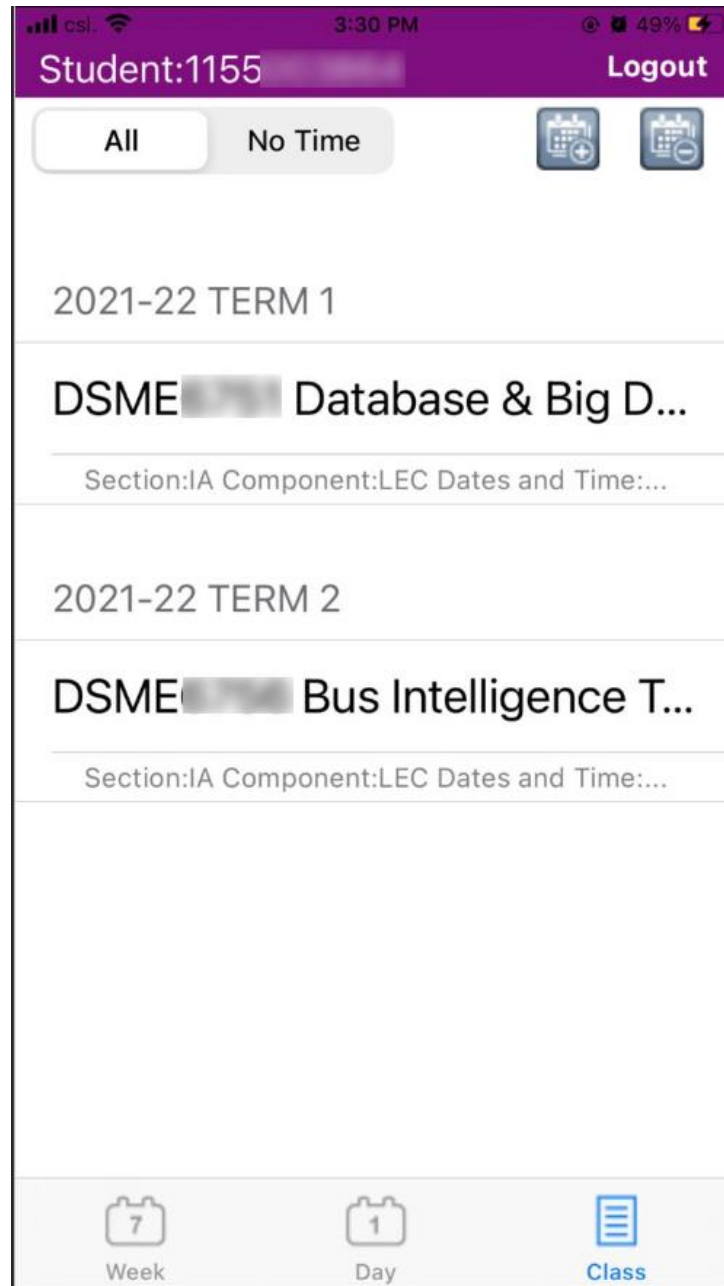 csl. 3:30 PM 49%
Student:1155 Logout
All No Time
2021-22 TERM 1
DSME Database & Big D...
Section:IA Component:LEC Dates and Time:...
2021-22 TERM 2
DSME Bus Intelligence T...
Section:IA Component:LEC Dates and Time:...
7 1
Week Day Class